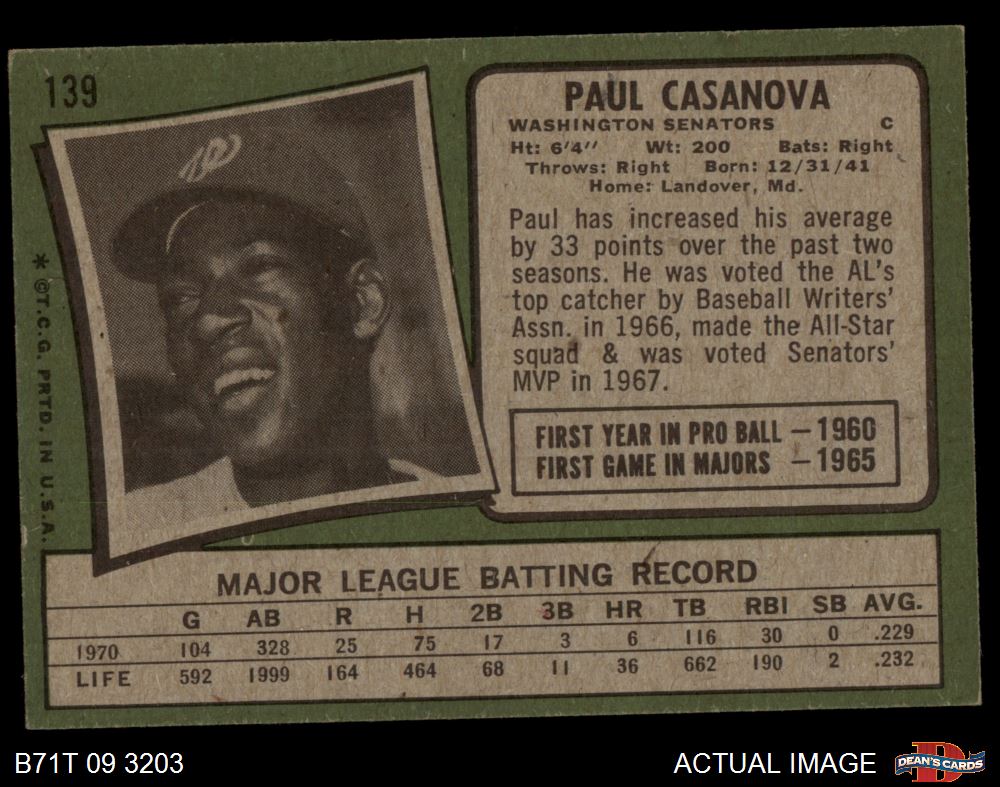 139
PAUL CASANOVA
WASHINGTON SENATORS C
Ht: 6'4" Wt: 200 Bats: Right
Throws: Right Born: 12/31/41
Home: Landover, Md.
Paul has increased his average
by 33 points over the past two
seasons. He was voted the AL's
top catcher by Baseball Writers'
Assn. in 1966, made the All-Star
squad & was voted Senators'
MVP in 1967.
FIRST YEAR IN PRO BALL — 1960
FIRST GAME IN MAJORS — 1965
* ©T.C.G. PRTD. IN U.S.A.
MAJOR LEAGUE BATTING RECORD
G AB R H 2B 3B HR TB RBI SB AVG.
1970 104 328 25 75 17 3 6 116 30 0 .229
LIFE 592 1999 164 464 68 11 36 662 190 2 .232
B71T 09 3203
ACTUAL IMAGE
DEAN'S CARDS